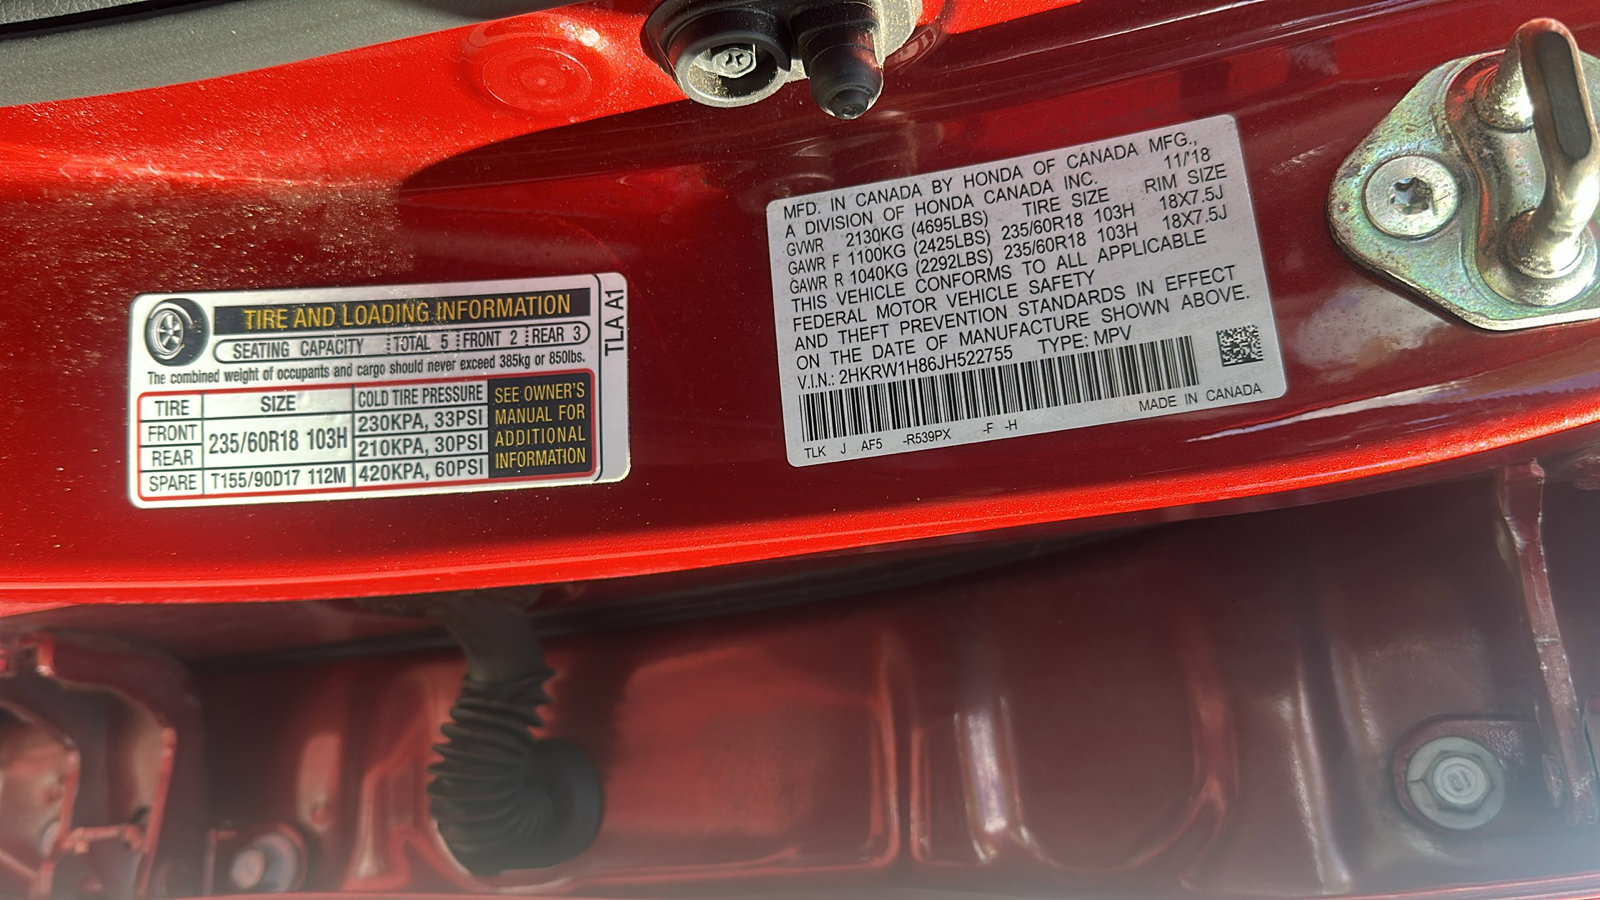 TIRE AND LOADING INFORMATION
SEATING CAPACITY TOTAL 5 FRONT 2 REAR 3
The combined weight of occupants and cargo should never exceed 385kg or 850lbs.
TIRE SIZE COLD TIRE PRESSURE
FRONT 235/60R18 103H 230KPA, 33PSI
REAR 210KPA, 30PSI
SPARE T155/90D17 112M 420KPA, 60PSI
SEE OWNER'S
MANUAL FOR
ADDITIONAL
INFORMATION
TLA A1
MFD. IN CANADA BY HONDA OF CANADA MFG.,
A DIVISION OF HONDA CANADA INC. 11/'18
GVWR 2130KG (4695LBS) TIRE SIZE RIM SIZE
GAWR F 1100KG (2425LBS) 235/60R18 103H 18X7.5J
GAWR R 1040KG (2292LBS) 235/60R18 103H 18X7.5J
THIS VEHICLE CONFORMS TO ALL APPLICABLE
FEDERAL MOTOR VEHICLE SAFETY
AND THEFT PREVENTION STANDARDS IN EFFECT
ON THE DATE OF MANUFACTURE SHOWN ABOVE.
V.I.N.: 2HKRW1H86JH522755 TYPE: MPV
MADE IN CANADA
TLK J AF5 -R539PX -F -H